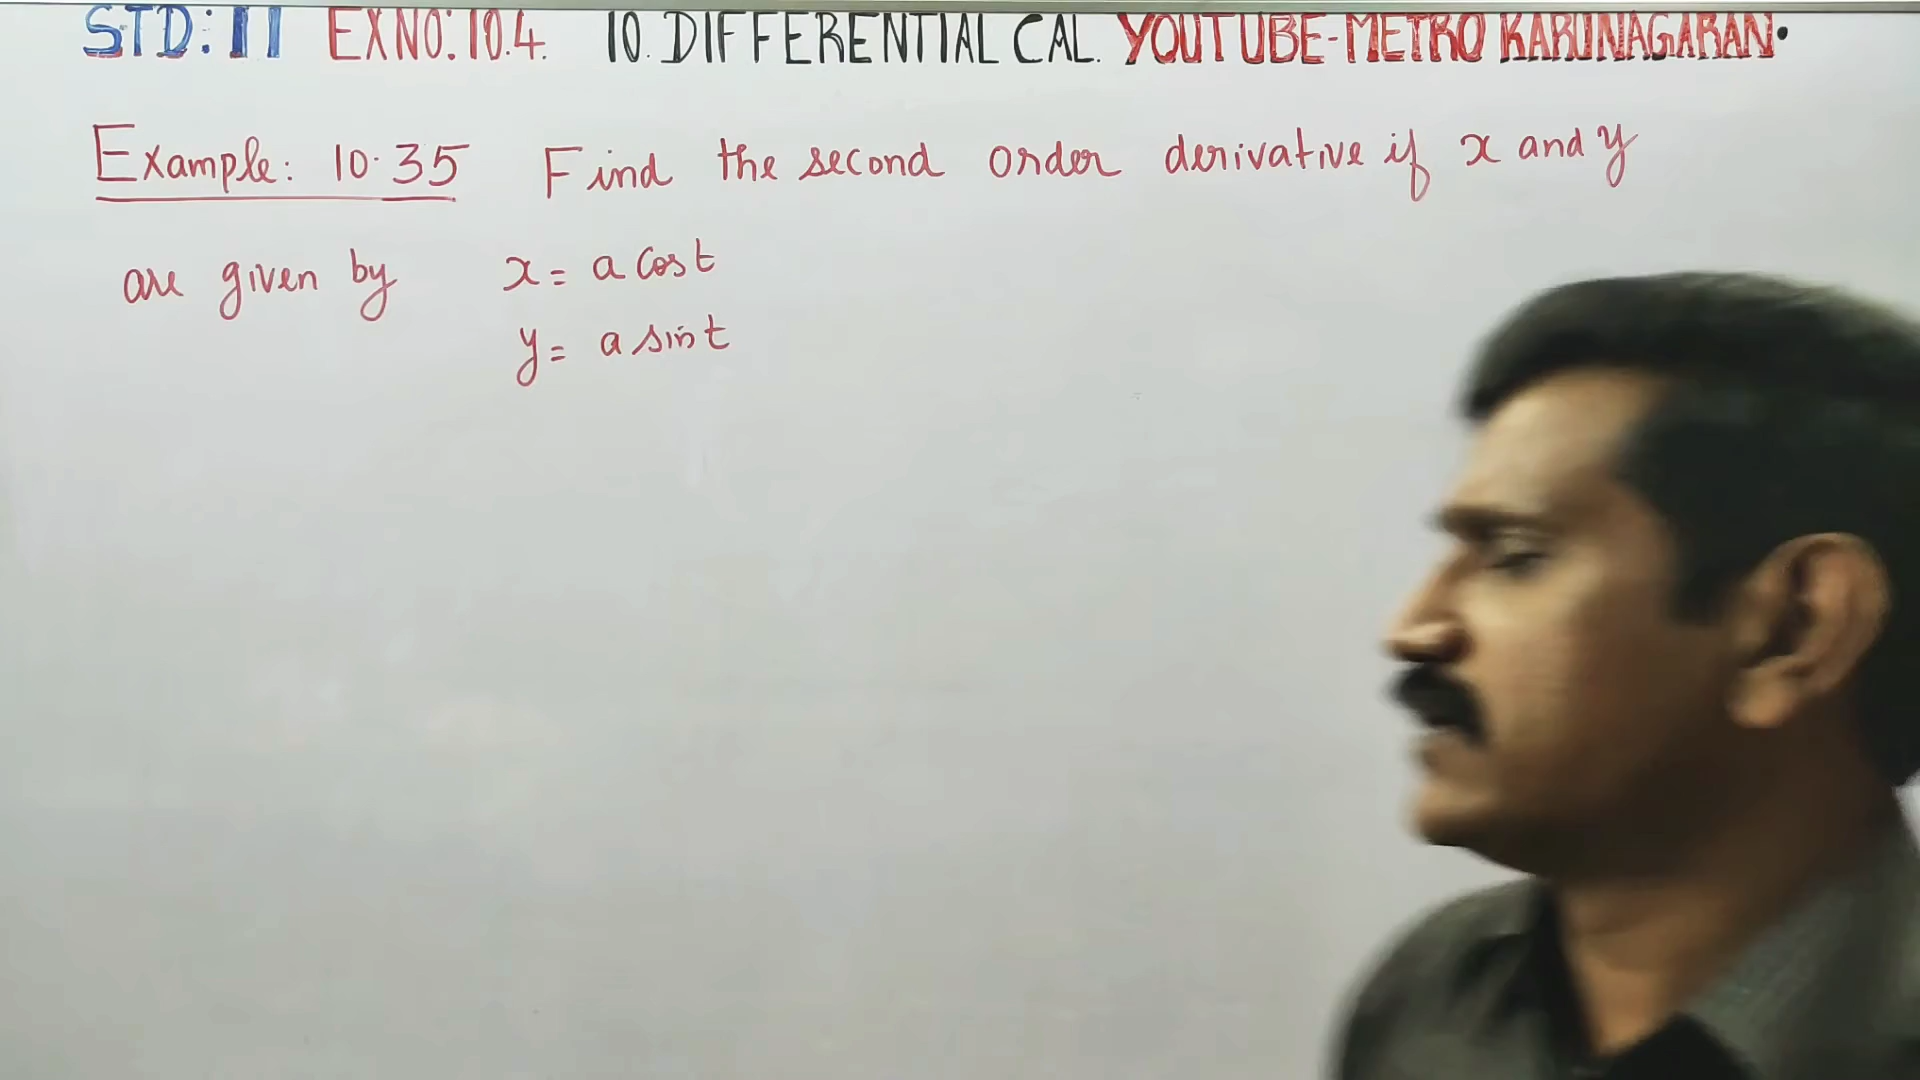 STD: 11 EXNO: 10.4. 10. DIFFERENTIAL CAL. YOUTUBE-METRO KARUNAGARAN.
Example: 10.35 Find the second order derivative if x and y
are given by x = a cos t
y = a sin t